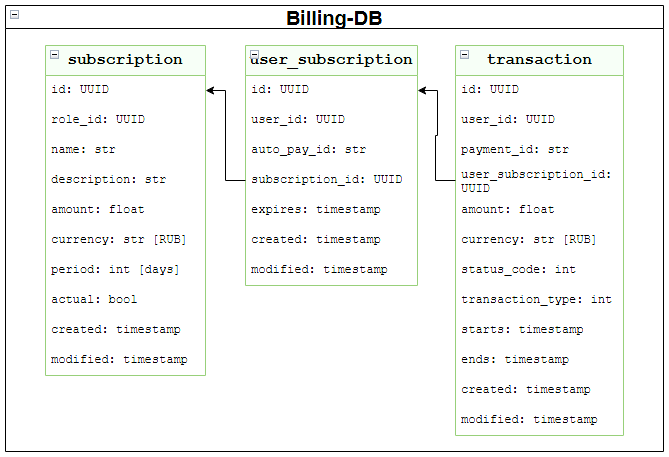 Billing-DB
subscription
id: UUID
role_id: UUID
name: str
description: str
amount: float
currency: str [RUB]
period: int [days]
actual: bool
created: timestamp
modified: timestamp
user_subscription
id: UUID
user_id: UUID
auto_pay_id: str
subscription_id: UUID
expires: timestamp
created: timestamp
modified: timestamp
transaction
id: UUID
user_id: UUID
payment_id: str
user_subscription_id:
UUID
amount: float
currency: str [RUB]
status_code: int
transaction_type: int
starts: timestamp
ends: timestamp
created: timestamp
modified: timestamp